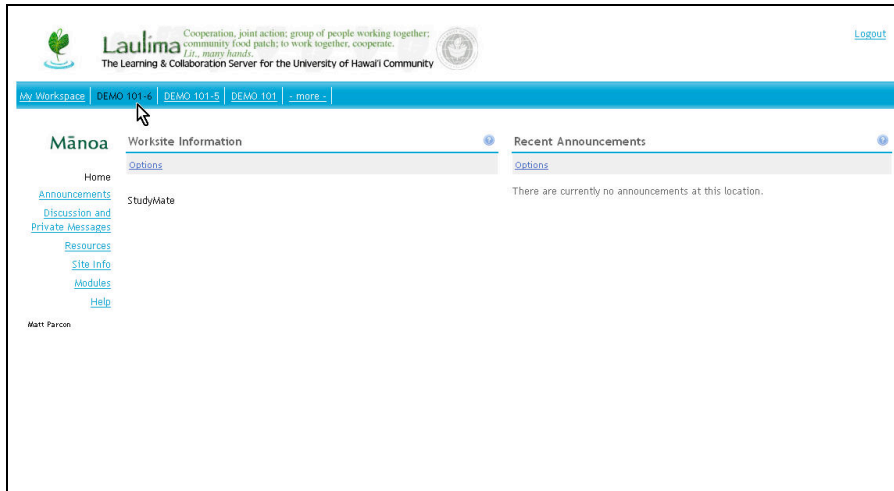 Laulima
Cooperation, joint action; group of people working together;
community food patch; to work together, cooperate.
Lit., many hands.
The Learning & Collaboration Server for the University of Hawai'i Community
Logout
My Workspace DEMO 101-6 DEMO 101-5 DEMO 101 - more -
Mānoa
Home
Announcements
Discussion and
Private Messages
Resources
Site Info
Modules
Help
Matt Parcon
Worksite Information
Options
StudyMate
Recent Announcements
Options
There are currently no announcements at this location.